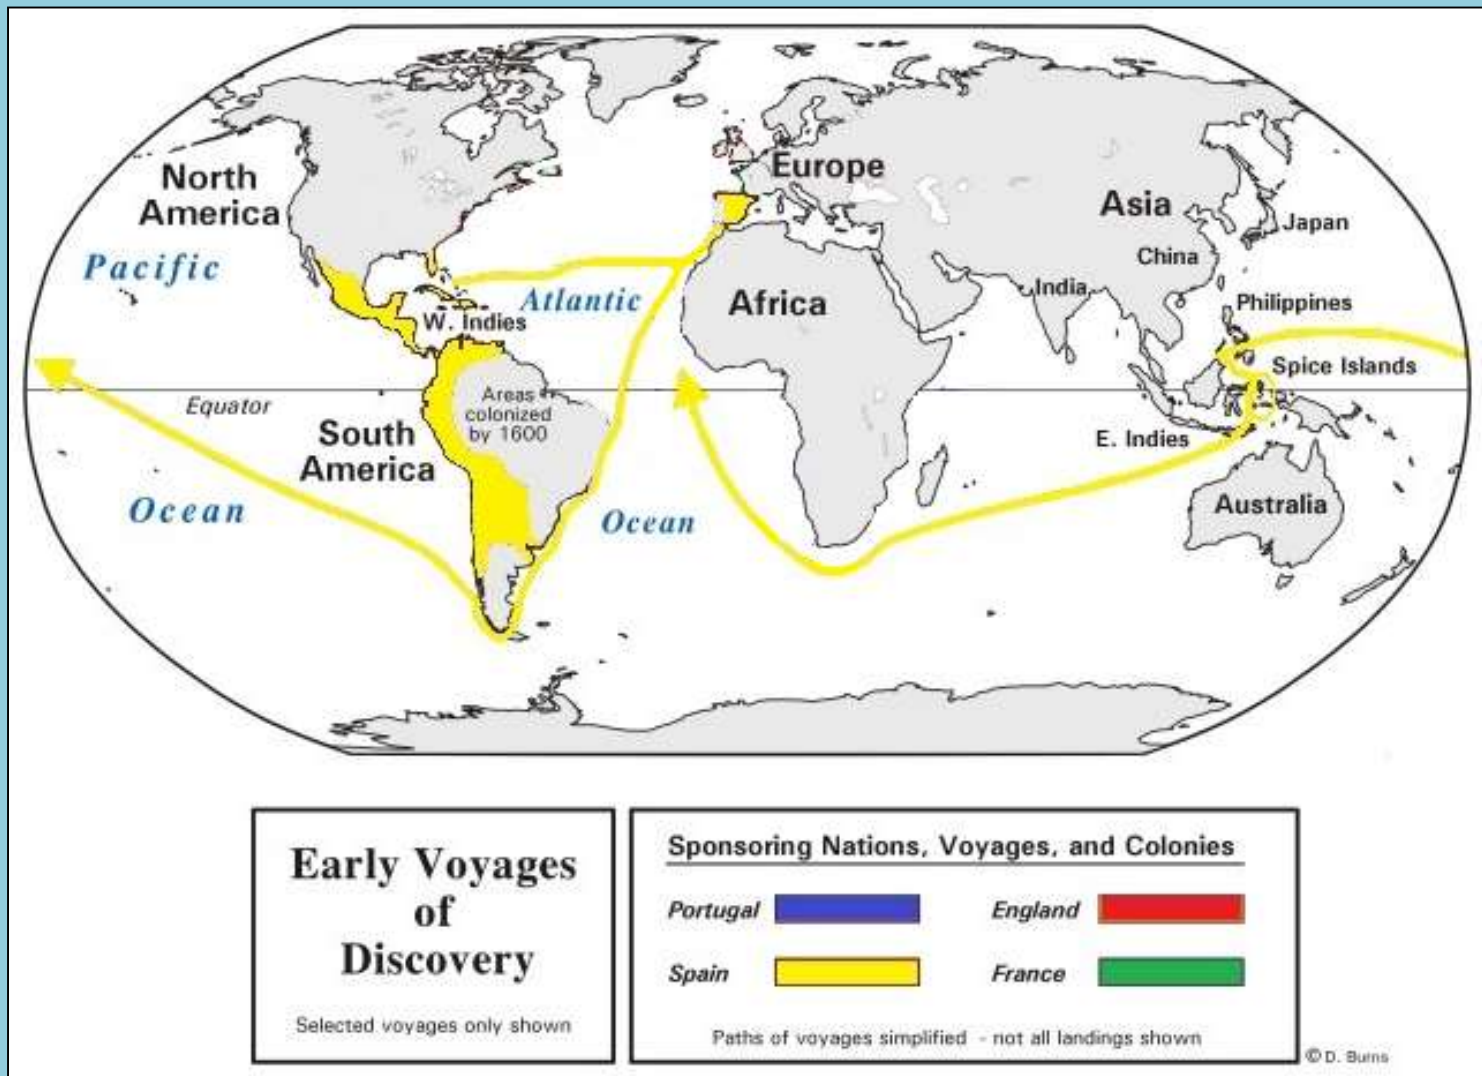 North
America
Pacific
Ocean
Equator
South
America
W. Indies
Atlantic
Ocean
Areas
colonized
by 1600
Europe
Africa
Asia
Japan
China
India
Philippines
Spice Islands
E. Indies
Australia
Early Voyages
of
Discovery
Selected voyages only shown
Sponsoring Nations, Voyages, and Colonies
Portugal
England
Spain
France
Paths of voyages simplified - not all landings shown
© D. Burns